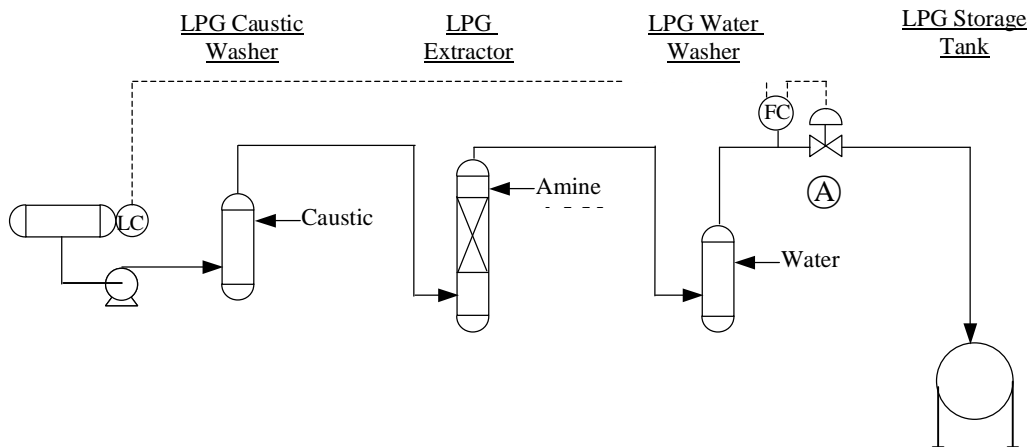 LPG Caustic
Washer
LPG
Extractor
LPG Water
Washer
LPG Storage
Tank
FC
A
Amine
LC
Caustic
Water